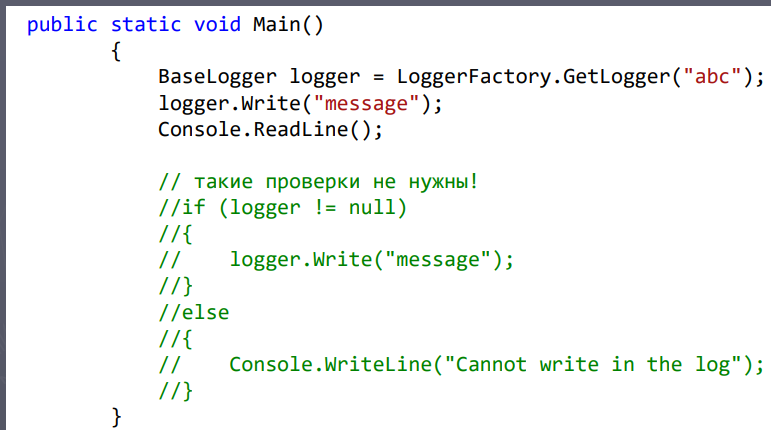 public static void Main()
{
BaseLogger logger = LoggerFactory.GetLogger("abc");
logger.Write("message");
Console.ReadLine();
// такие проверки не нужны!
//if (logger != null)
//{
//    logger.Write("message");
//}
//else
//{
//    Console.WriteLine("Cannot write in the log");
//}
}